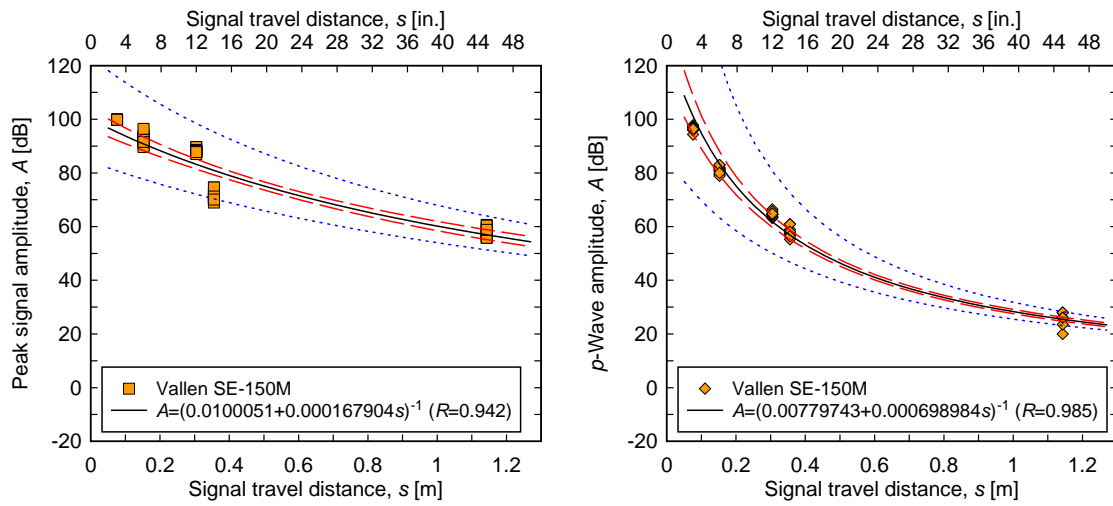 Signal travel distance, s [in.]
0 4 8 12 16 20 24 28 32 36 40 44 50
120
100
80
60
40
20
0
-20
Peak signal amplitude, A [dB]
Vallen SE-150M
A=(0.0100051+0.000167904s)-1 (R=0.942)
0 0.2 0.4 0.6 0.8 1 1.2
Signal travel distance, s [m]
Signal travel distance, s [in.]
0 4 8 12 16 20 24 28 32 36 40 44 50
120
100
80
60
40
20
0
-20
p-Wave amplitude, A [dB]
Vallen SE-150M
A=(0.00779743+0.000698984s)-1 (R=0.985)
0 0.2 0.4 0.6 0.8 1 1.2
Signal travel distance, s [m]